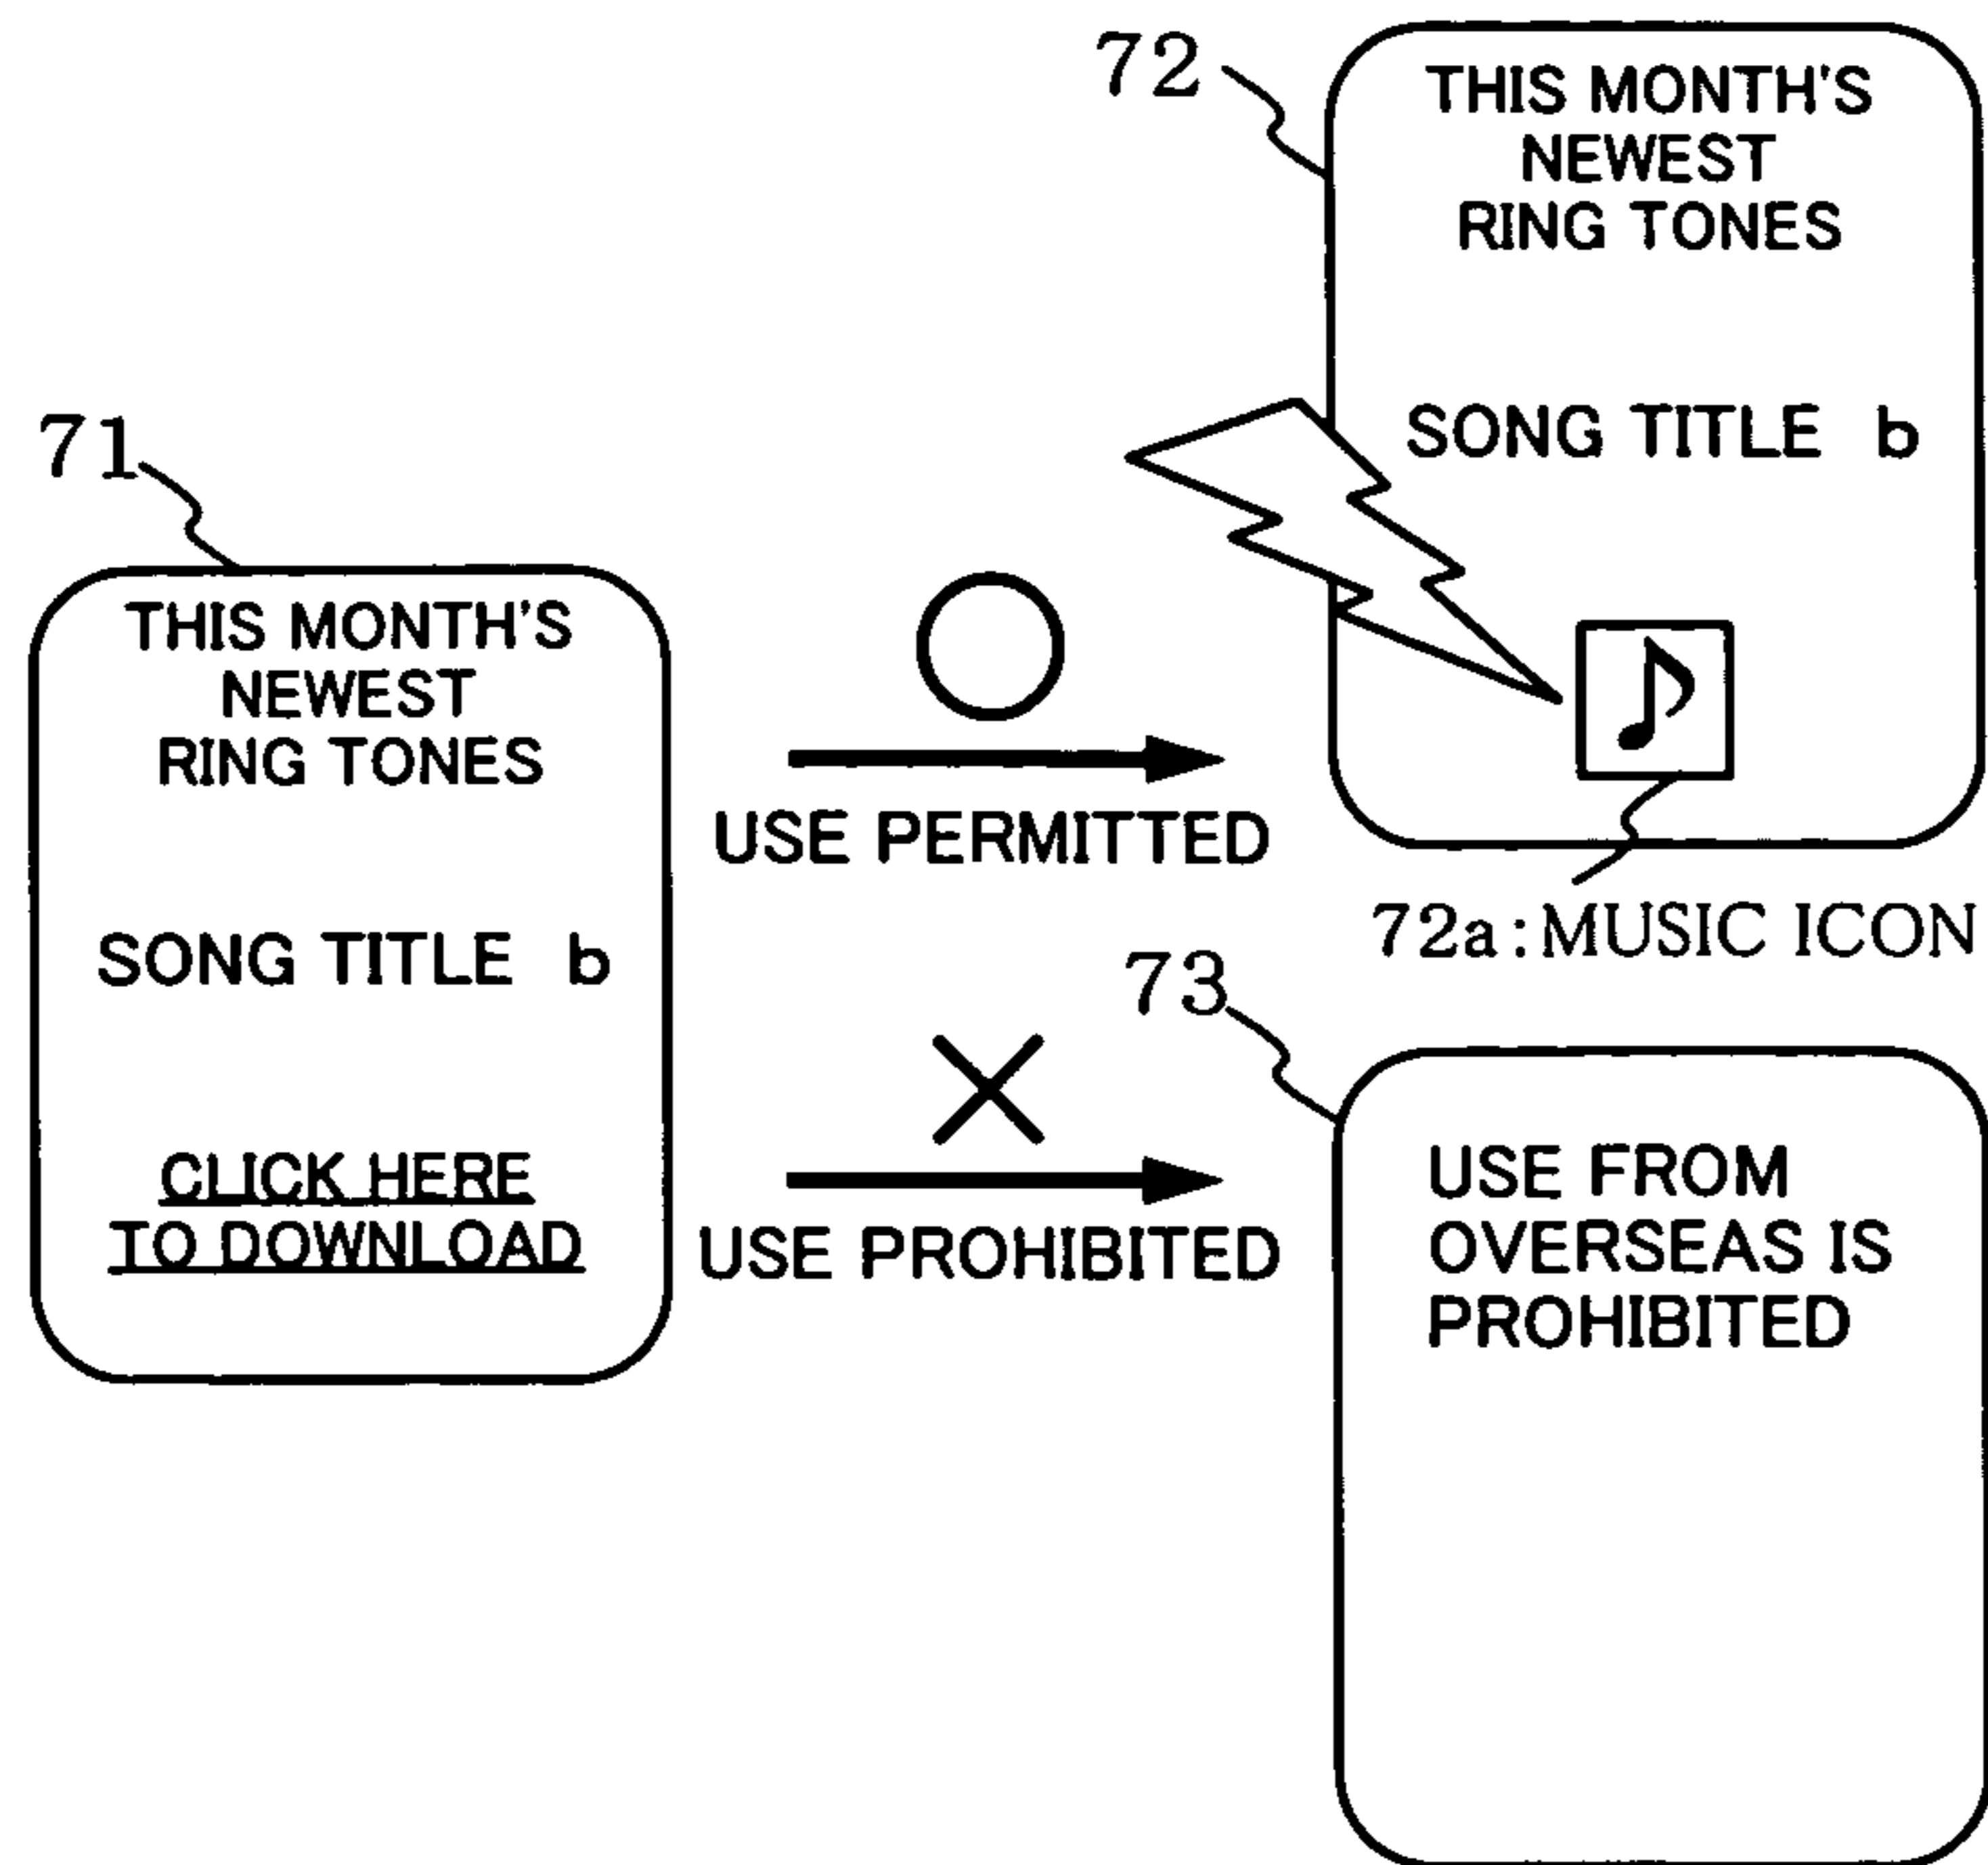 71
THIS MONTH'S
NEWEST
RING TONES
SONG TITLE b
CLICK HERE
TO DOWNLOAD
USE PERMITTED
USE PROHIBITED
72
THIS MONTH'S
NEWEST
RING TONES
SONG TITLE b
72a:MUSIC ICON
73
USE FROM
OVERSEAS IS
PROHIBITED